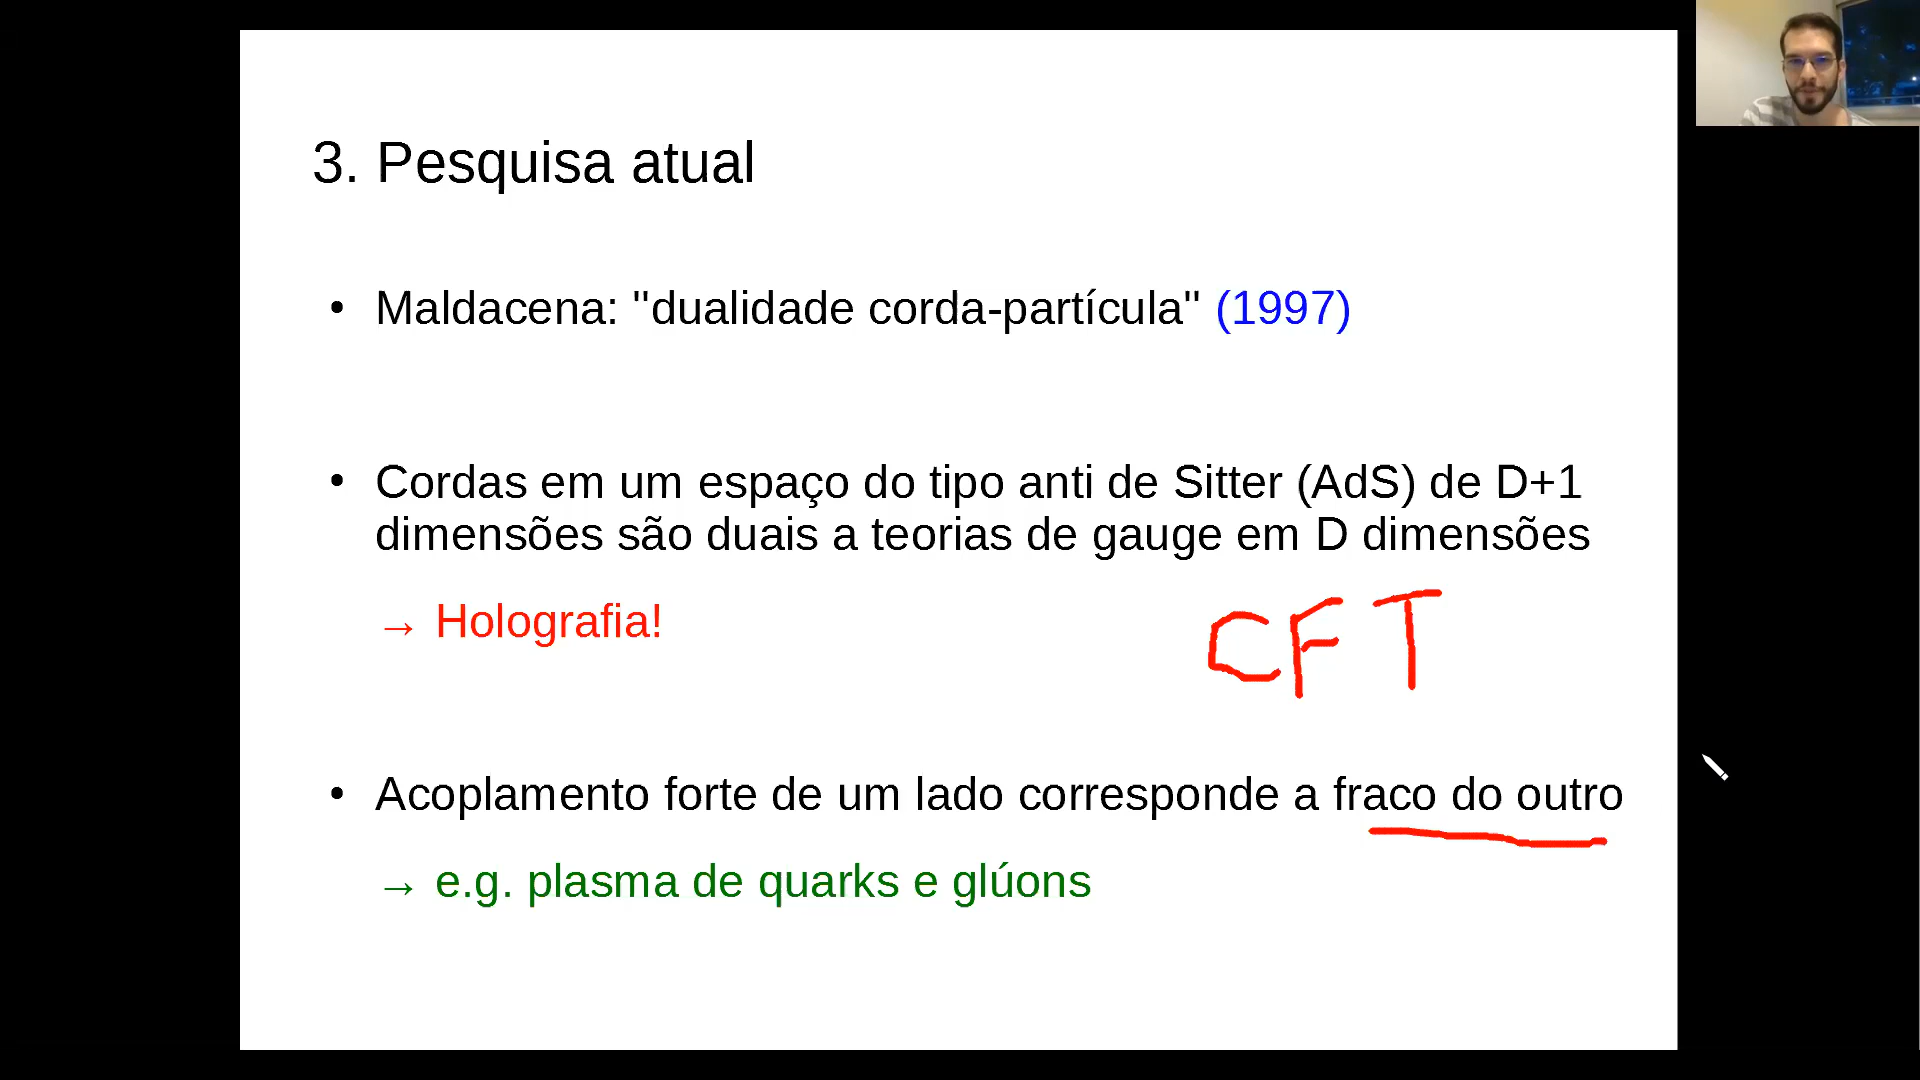 3. Pesquisa atual
• Maldacena: "dualidade corda-partícula" (1997)
• Cordas em um espaço do tipo anti de Sitter (AdS) de D+1
dimensões são duais a teorias de gauge em D dimensões
→ Holografia!
CFT
• Acoplamento forte de um lado corresponde a fraco do outro
→ e.g. plasma de quarks e glúons